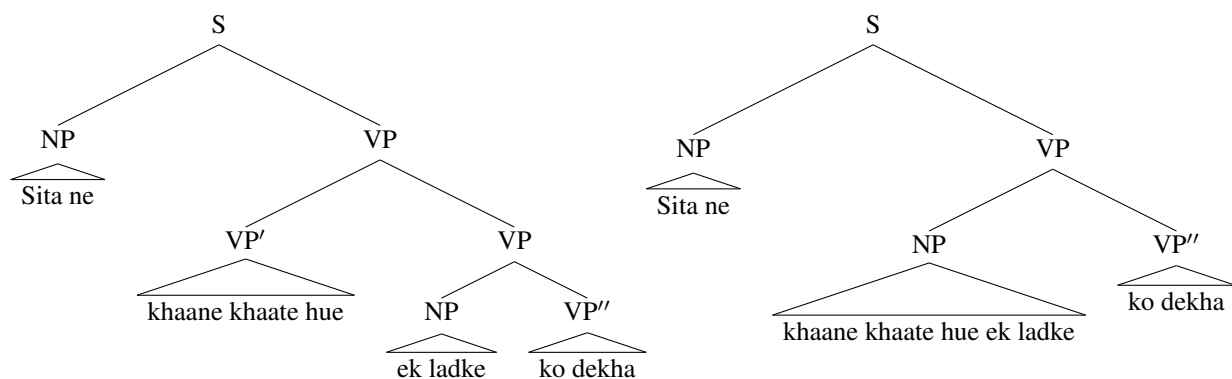 S
NP VP
Sita ne
VP′ VP
khaane khaate hue
NP VP′′
ek ladke ko dekha
S
NP VP
Sita ne
NP VP′′
khaane khaate hue ek ladke ko dekha